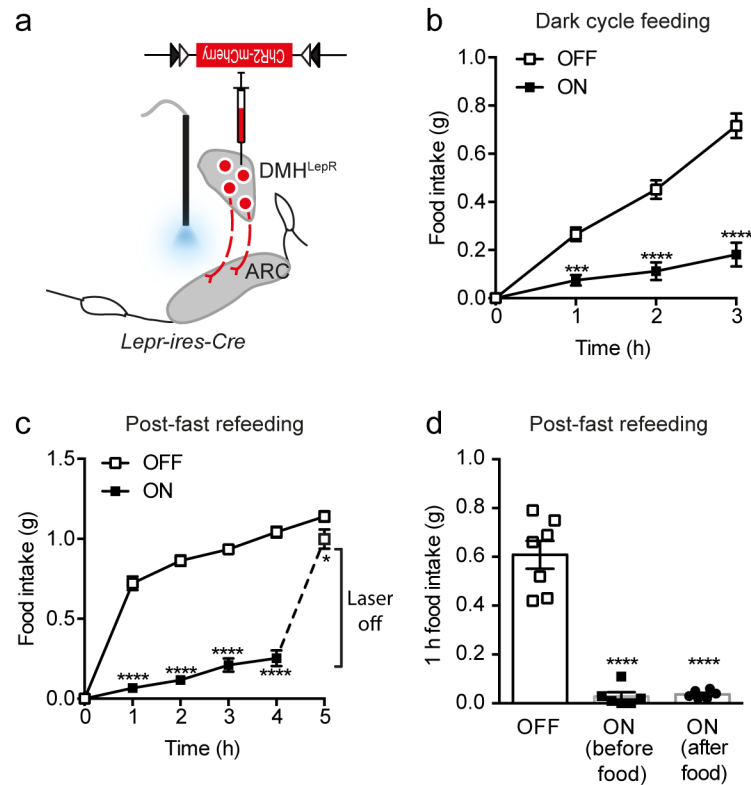 a
ChR2-mCherry
DMHLepR
ARC
Lepr-ires-Cre
b
Dark cycle feeding
OFF
ON
Food intake (g)
1.0
0.8
0.6
0.4
0.2
0.0
***
****
****
0
1
2
3
Time (h)
c
Post-fast refeeding
OFF
ON
Food intake (g)
1.5
1.0
0.5
0.0
****
****
****
****
*
Laser
off
0
1
2
3
4
5
Time (h)
d
Post-fast refeeding
1 h food intake (g)
1.0
0.8
0.6
0.4
0.2
0.0
****
****
OFF
ON
(before
food)
ON
(after
food)